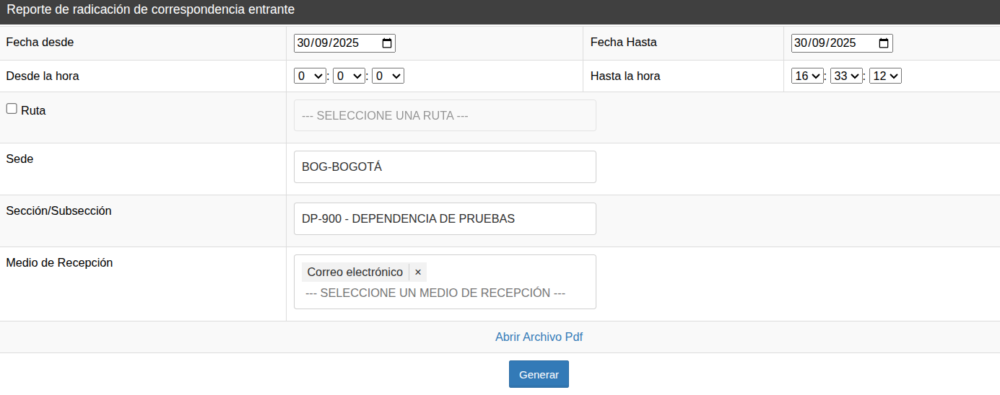 Reporte de radicación de correspondencia entrante
Fecha desde 30/09/2025 Fecha Hasta 30/09/2025
Desde la hora 0 : 0 : 0 Hasta la hora 16 : 33 : 12
Ruta --- SELECCIONE UNA RUTA ---
Sede BOG-BOGOTÁ
Sección/Subsección DP-900 - DEPENDENCIA DE PRUEBAS
Medio de Recepción Correo electrónico ×
--- SELECCIONE UN MEDIO DE RECEPCIÓN ---
Abrir Archivo Pdf
Generar